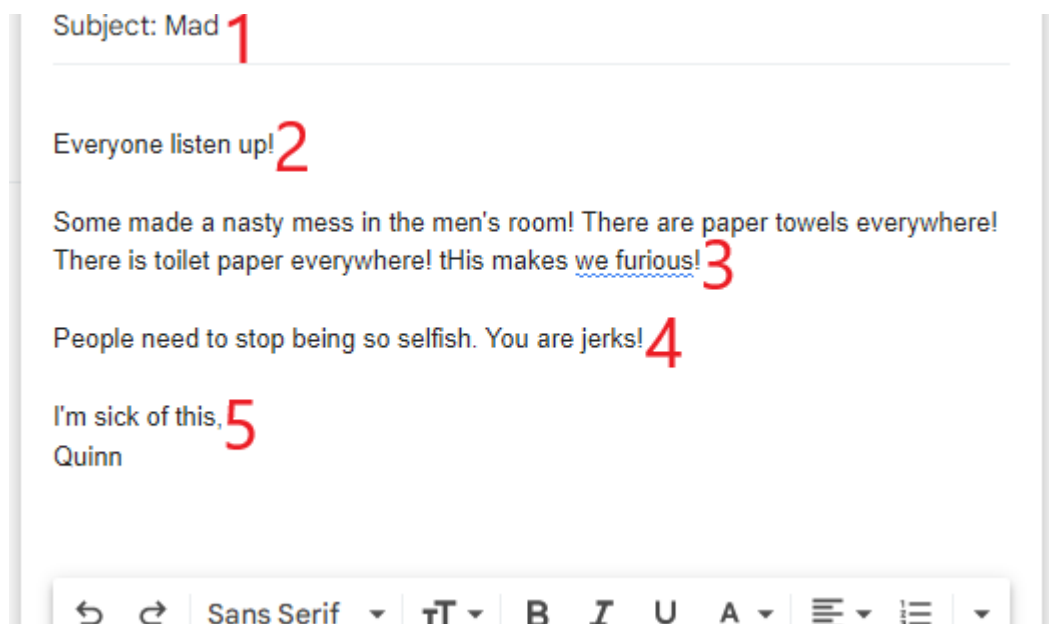 Subject: Mad 1
Everyone listen up! 2
Some made a nasty mess in the men's room! There are paper towels everywhere!
There is toilet paper everywhere! tHis makes we furious! 3
People need to stop being so selfish. You are jerks! 4
I'm sick of this, 5
Quinn
Sans Serif TT B I U A